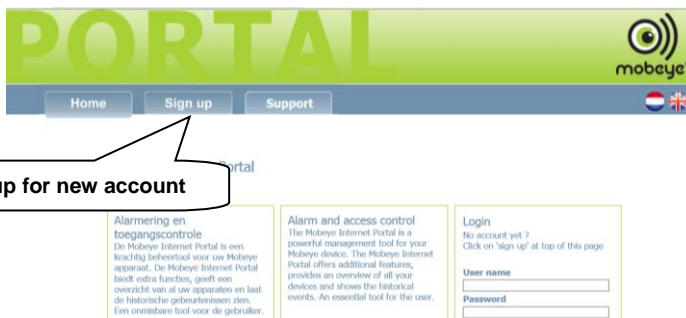 PORTAL
mobeye
Home
Sign up
Support
Portal
up for new account
Alarmering en
toegangscontrole
De Mobeye Internet Portal is een
krachtig beheertool voor uw Mobeye
apparaat. De Mobeye Internet Portal
biedt extra functies, geeft een
overzicht van al uw apparaten en laat
de historische gebeurtenissen zien.
Een onmisbare tool voor de gebruiker.
Alarm and access control
The Mobeye Internet Portal is a
powerful management tool for your
Mobeye device. The Mobeye Internet
Portal offers additional features,
provides an overview of all your
devices and shows the historical
events. An essential tool for the user.
Login
No account yet ?
Click on 'sign up' at top of this page
User name
Password